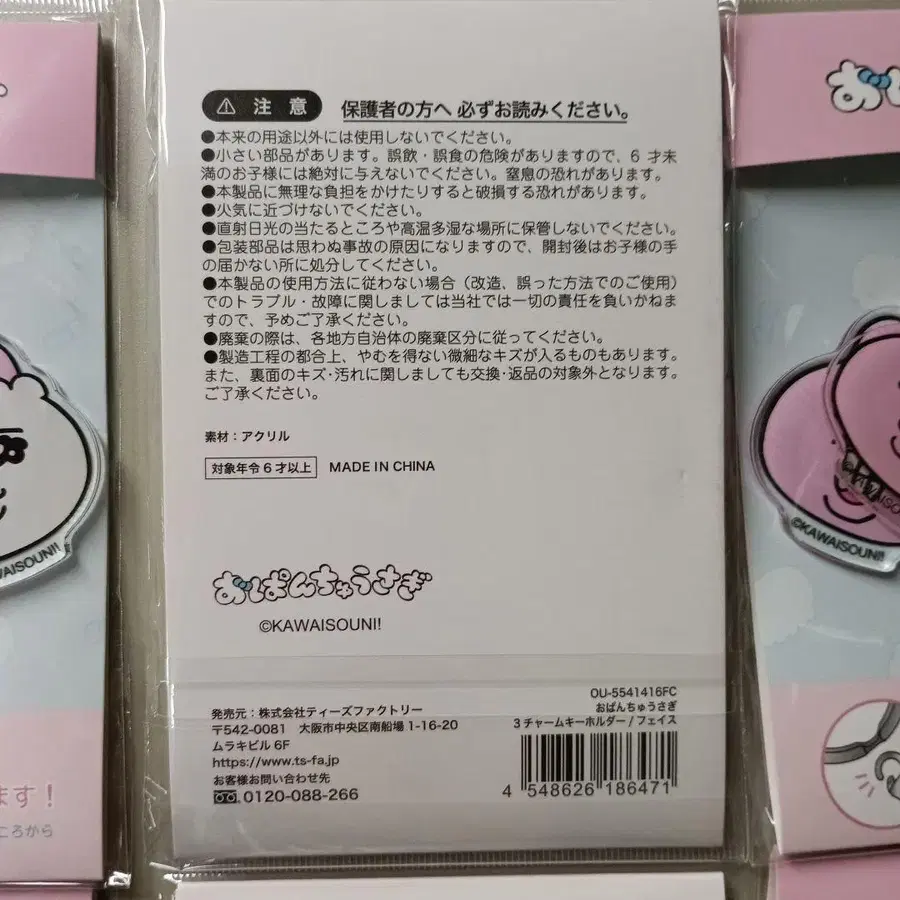 ⚠ 注 意 保護者の方へ 必ずお読みください。
●本来の用途以外には使用しないでください。
●小さい部品があります。誤飲・誤食の危険がありますので、6 才未
満のお子様には絶対に与えないでください。窒息の恐れがあります。
●本製品に無理な負担をかけたりすると破損する恐れがあります。
●火気に近づけないでください。
●直射日光の当たるところや高温多湿な場所に保管しないでください。
●包装部品は思わぬ事故の原因になりますので、開封後はお子様の手
の届かない所に処分してください。
●本製品の使用方法に従わない場合（改造、誤った方法でのご使用）
でのトラブル・故障に関しましては当社では一切の責任を負いかねま
すので、予めご了承ください。
●廃棄の際は、各地方自治体の廃棄区分に従ってください。
●製造工程の都合上、やむを得ない微細なキズが入るものもあります。
また、裏面のキズ・汚れに関しましても交換・返品の対象外となります。
ご了承ください。
素材：アクリル
対象年令6才以上 MADE IN CHINA
おぱんちゅうさぎ
©KAWAISOUNI!
OU-5541416FC
おぱんちゅうさぎ
3チャームキーホルダー / フェイス
発売元：株式会社ティーズファクトリー
〒542-0081 大阪市中央区南船場 1-16-20
ムラキビル 6F
https://www.ts-fa.jp
お客様お問い合わせ先
0120-088-266
4 548626 186471
ます！
ころから
©KAWAISOUNI!